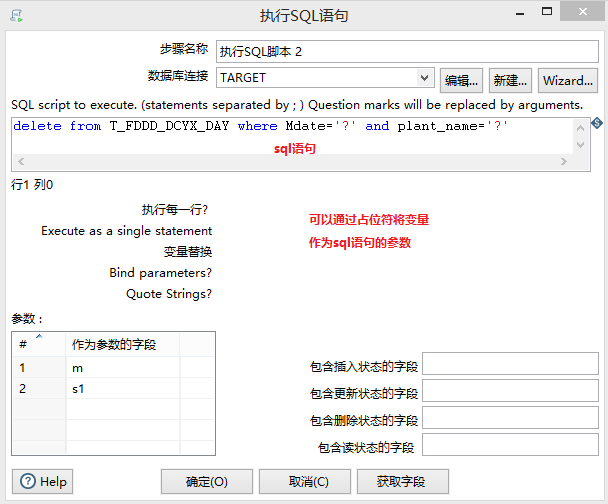 执行SQL语句
步骤名称 执行SQL脚本 2
数据库连接 TARGET 编辑... 新建... Wizard...
SQL script to execute. (statements separated by ; ) Question marks will be replaced by arguments.
delete from T_FDDD_DCYX_DAY where Mdate='?' and plant_name='?'
sql语句
行1 列0
执行每一行?
Execute as a single statement
变量替换
Bind parameters?
Quote Strings?
可以通过占位符将变量
作为sql语句的参数
参数 :
# 作为参数的字段
1 m
2 s1
包含插入状态的字段
包含更新状态的字段
包含删除状态的字段
包含读状态的字段
Help 确定(O) 取消(C) 获取字段